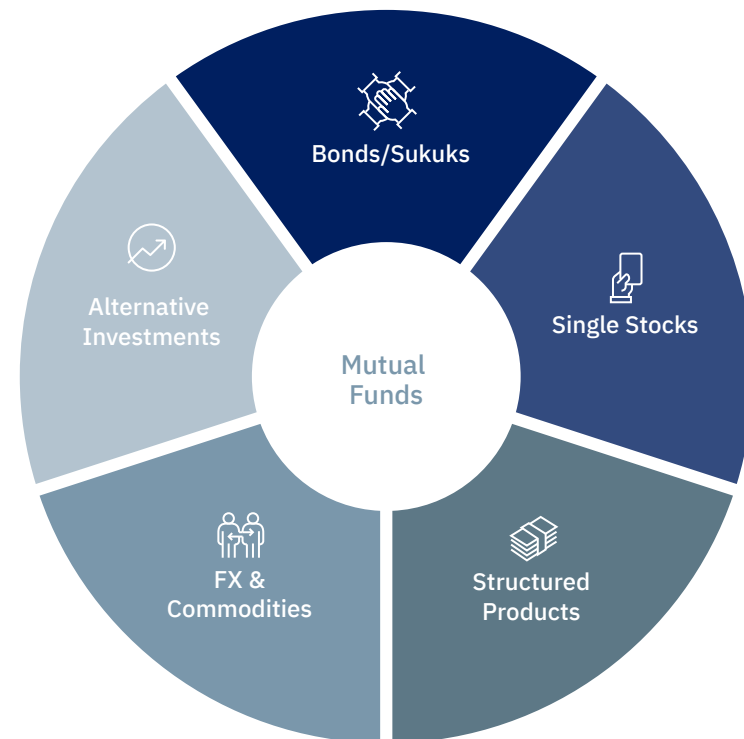 Bonds/Sukuks
Single Stocks
Structured
Products
FX &
Commodities
Alternative
Investments
Mutual
Funds